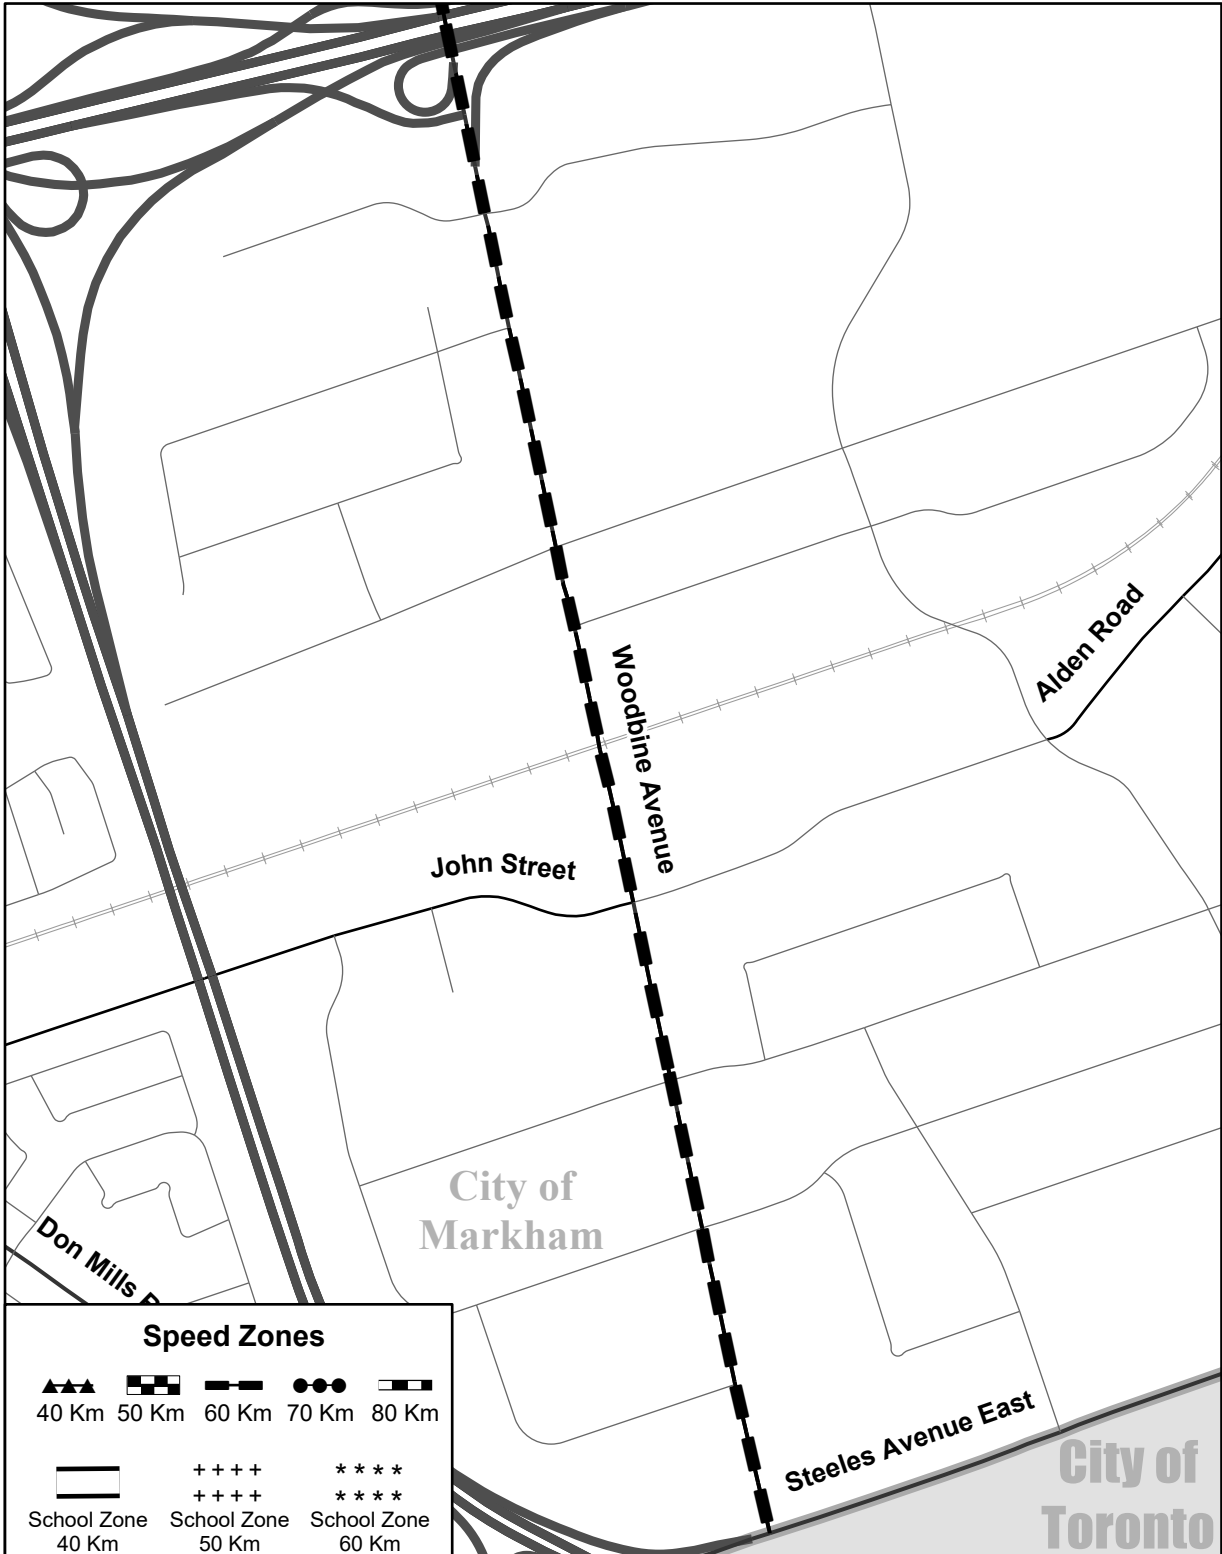 Alden Road
Woodbine Avenue
John Street
City of
Markham
Don Mills
Steeles Avenue East
City of
Toronto
Speed Zones
40 Km 50 Km 60 Km 70 Km 80 Km
++++ ****
++++ ****
School Zone School Zone School Zone
40 Km 50 Km 60 Km